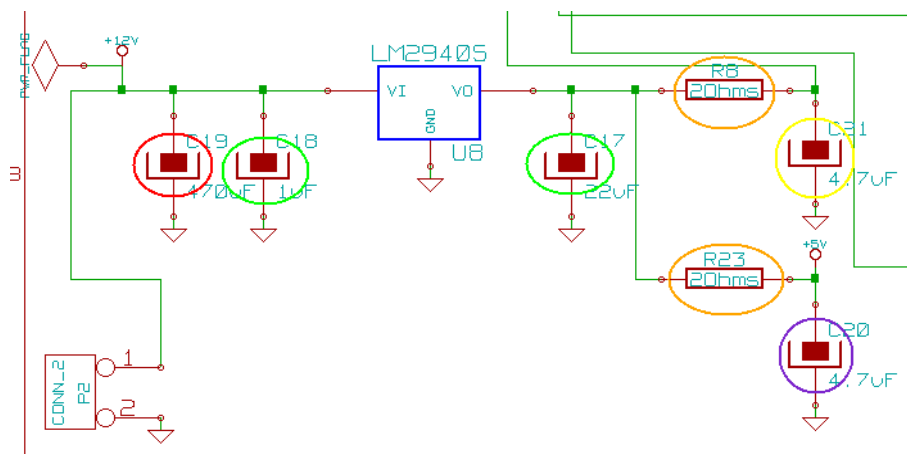 +12V
PWR_FLAG
LM2940S
VI
VO
GND
U8
R8
2Ohms
C19
470uF
C18
1uF
C17
22uF
C21
4.7uF
+5V
R23
2Ohms
C20
4.7uF
B
CONN_2
P2
1
2